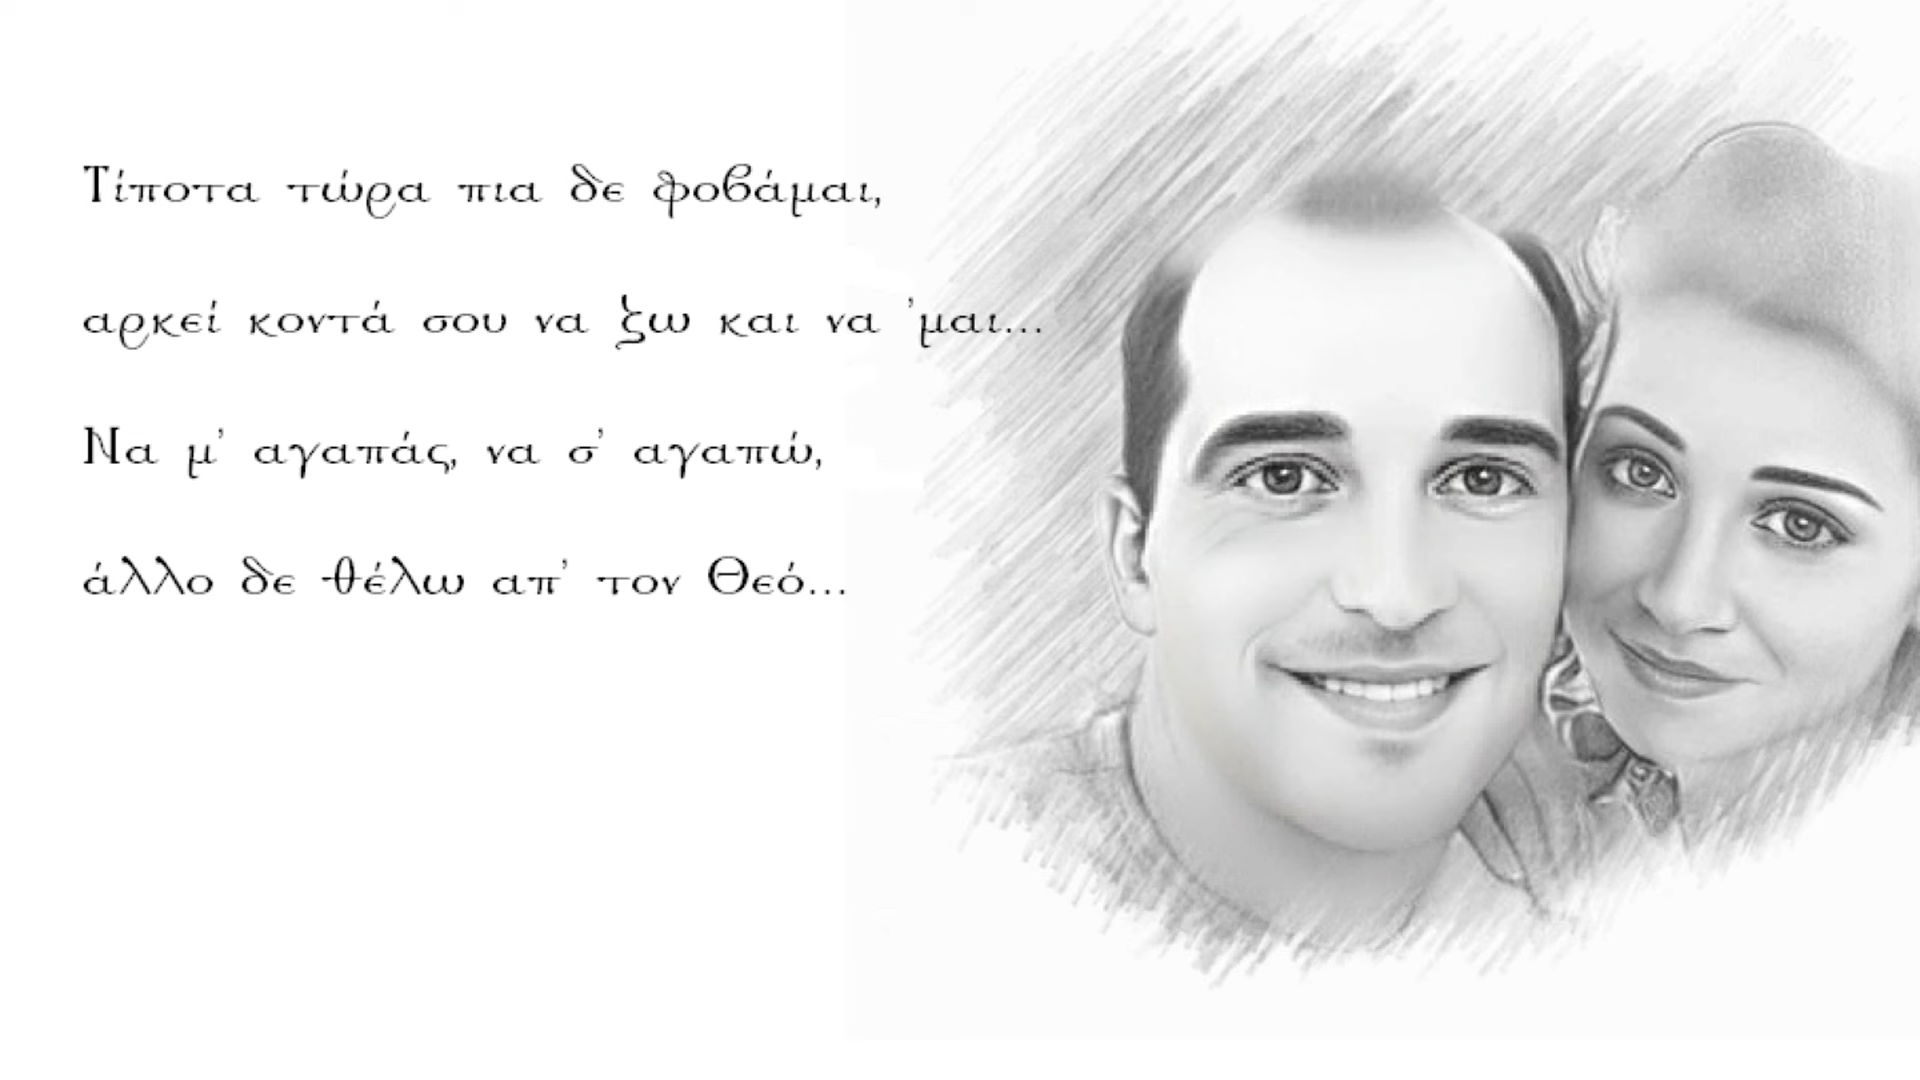 Τίποτα τώρα πια δε φοβάμαι,
αρκεί κοντά σου να ζω και να 'μαι...
Να μ' αγαπάς, να σ' αγαπώ,
άλλο δε θέλω απ' τον Θεό...